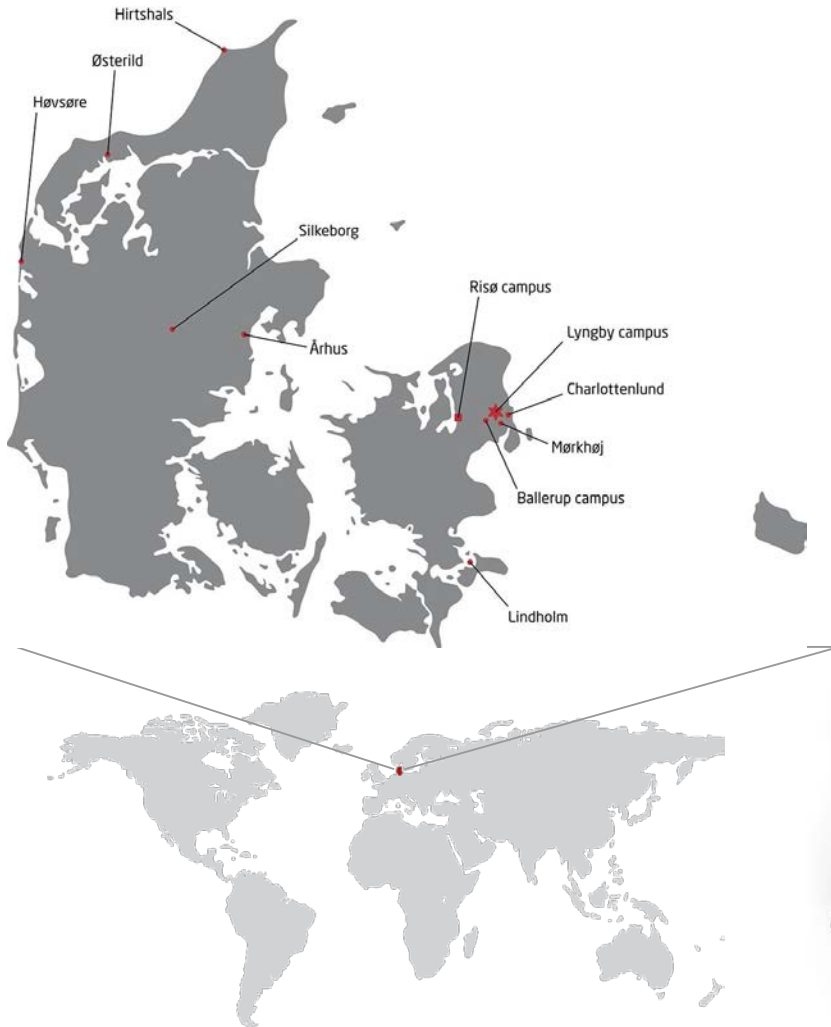 Hirtshals
Østerild
Høvsøre
Silkeborg
Risø campus
Lyngby campus
Århus
Charlottenlund
Mørkhøj
Ballerup campus
Lindholm